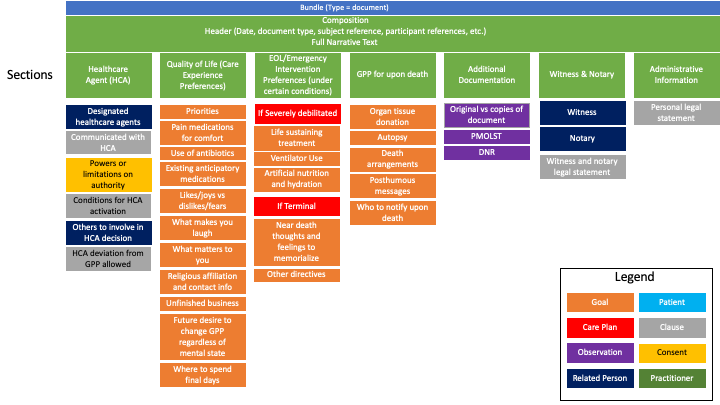 Bundle (Type = document)
Composition
Header (Date, document type, subject reference, participant references, etc.)
Full Narrative Text
Sections
Healthcare
Agent (HCA)
Designated
healthcare agents
Communicated with
HCA
Powers or
limitations on
authority
Conditions for HCA
activation
Others to involve in
HCA decision
HCA deviation from
GPP allowed
Quality of Life (Care
Experience
Preferences)
Priorities
Pain medications
for comfort
Use of antibiotics
Existing anticipatory
medications
Likes/joys vs
dislikes/fears
What makes you
laugh
What matters to
you
Religious affiliation
and contact info
Unfinished business
Future desire to
change GPP
regardless of
mental state
Where to spend
final days
EOL/Emergency
Intervention
Preferences (under
certain conditions)
If Severely debilitated
Life sustaining
treatment
Ventilator Use
Artificial nutrition
and hydration
If Terminal
Near death
thoughts and
feelings to
memorialize
Other directives
GPP for upon death
Organ tissue
donation
Autopsy
Death
arrangements
Posthumous
messages
Who to notify upon
death
Additional
Documentation
Original vs copies of
document
PMOLST
DNR
Witness & Notary
Witness
Notary
Witness and notary
legal statement
Administrative
Information
Personal legal
statement
Legend
Goal
Patient
Care Plan
Clause
Observation
Consent
Related Person
Practitioner